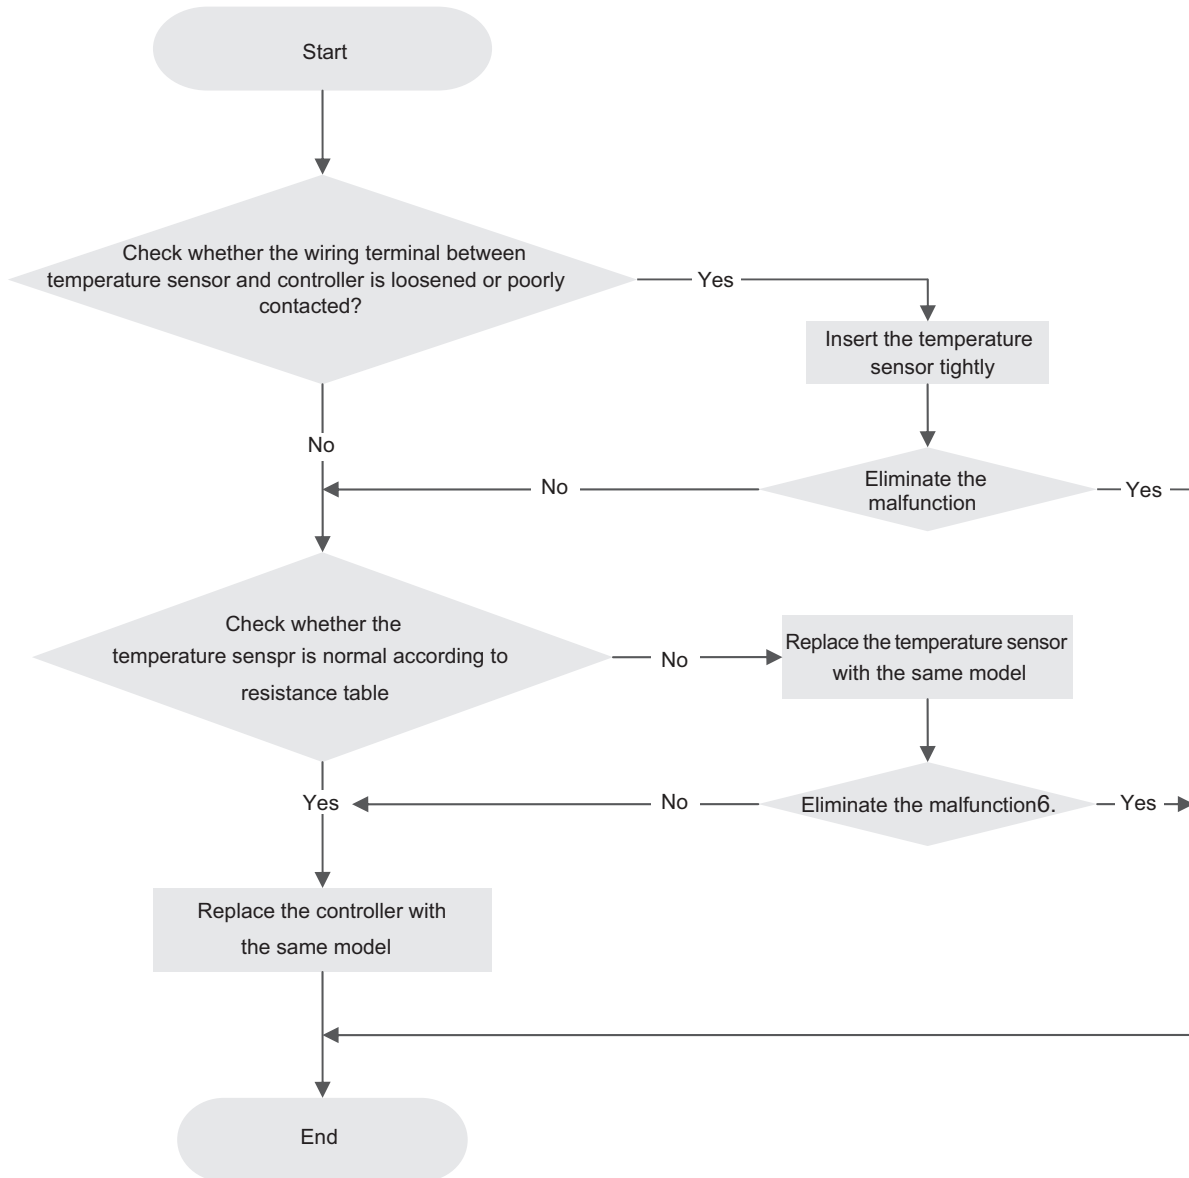 Start
Check whether the wiring terminal between
temperature sensor and controller is loosened or poorly
contacted?
Yes
Insert the temperature
sensor tightly
No
Eliminate the
malfunction
No
Yes
Check whether the
temperature senspr is normal according to
resistance table
No
Replace the temperature sensor
with the same model
Yes
No
Eliminate the malfunction6.
Yes
Replace the controller with
the same model
End